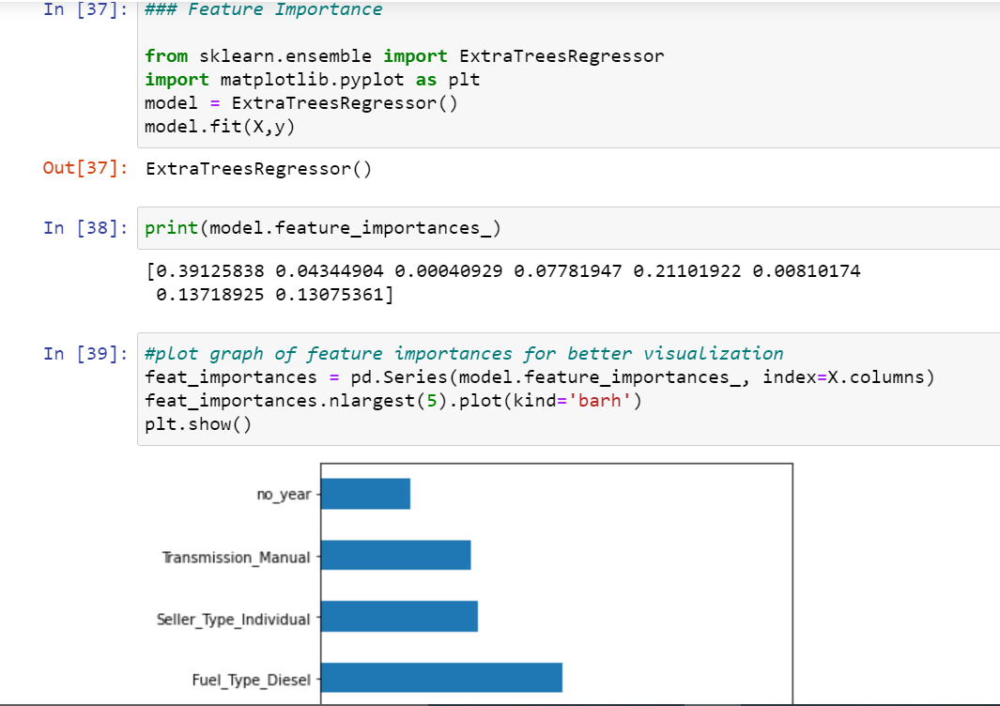 In [37]: ### Feature Importance
from sklearn.ensemble import ExtraTreesRegressor
import matplotlib.pyplot as plt
model = ExtraTreesRegressor()
model.fit(X,y)
Out[37]: ExtraTreesRegressor()
In [38]: print(model.feature_importances_)
[0.39125838 0.04344904 0.00040929 0.07781947 0.21101922 0.00810174
0.13718925 0.13075361]
In [39]: #plot graph of feature importances for better visualization
feat_importances = pd.Series(model.feature_importances_, index=X.columns)
feat_importances.nlargest(5).plot(kind='barh')
plt.show()
no_year
Transmission_Manual
Seller_Type_Individual
Fuel_Type_Diesel